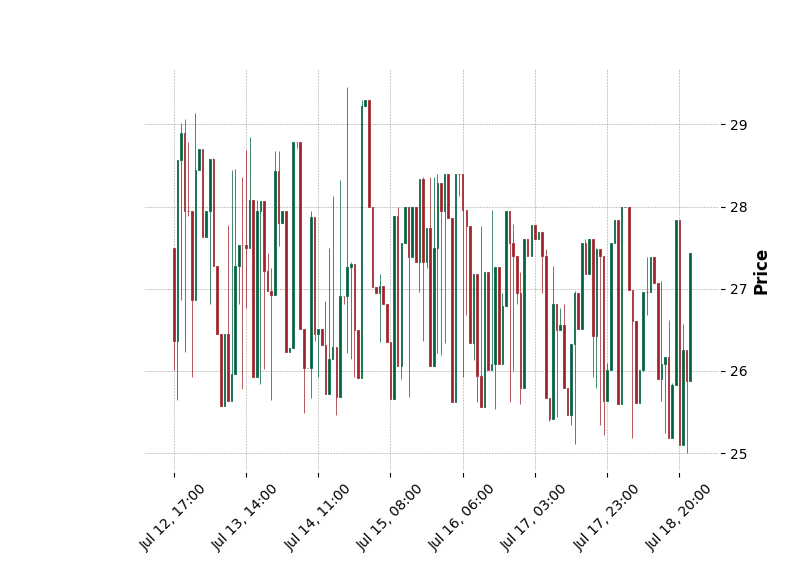 29
28
27
26
25
Price
Jul 12, 17:00
Jul 13, 14:00
Jul 14, 11:00
Jul 15, 08:00
Jul 16, 06:00
Jul 17, 03:00
Jul 17, 23:00
Jul 18, 20:00